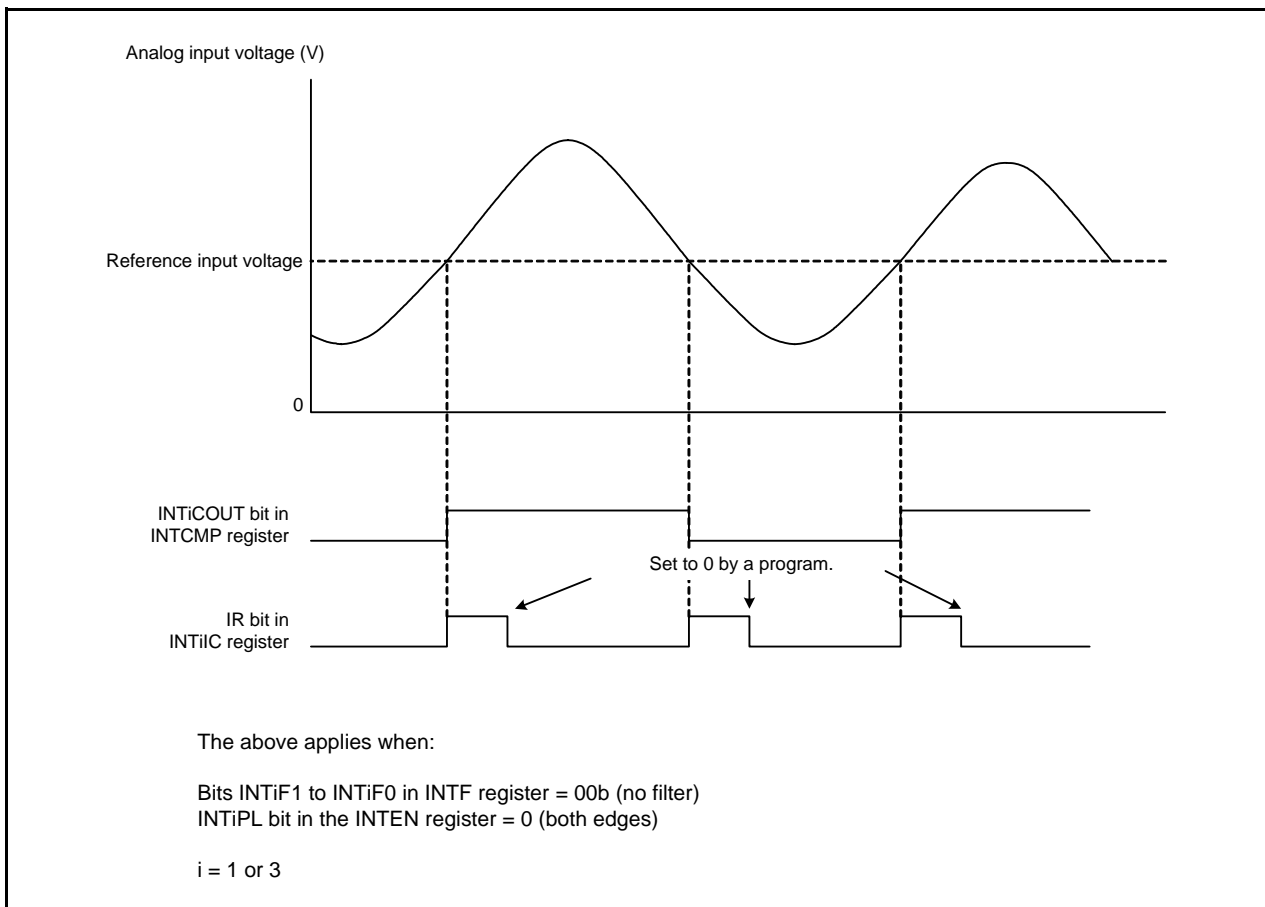 Analog input voltage (V)
Reference input voltage
0
INTiCOUT bit in
INTCMP register
Set to 0 by a program.
IR bit in
INTiIC register
The above applies when:
Bits INTiF1 to INTiF0 in INTF register = 00b (no filter)
INTiPL bit in the INTEN register = 0 (both edges)
i = 1 or 3